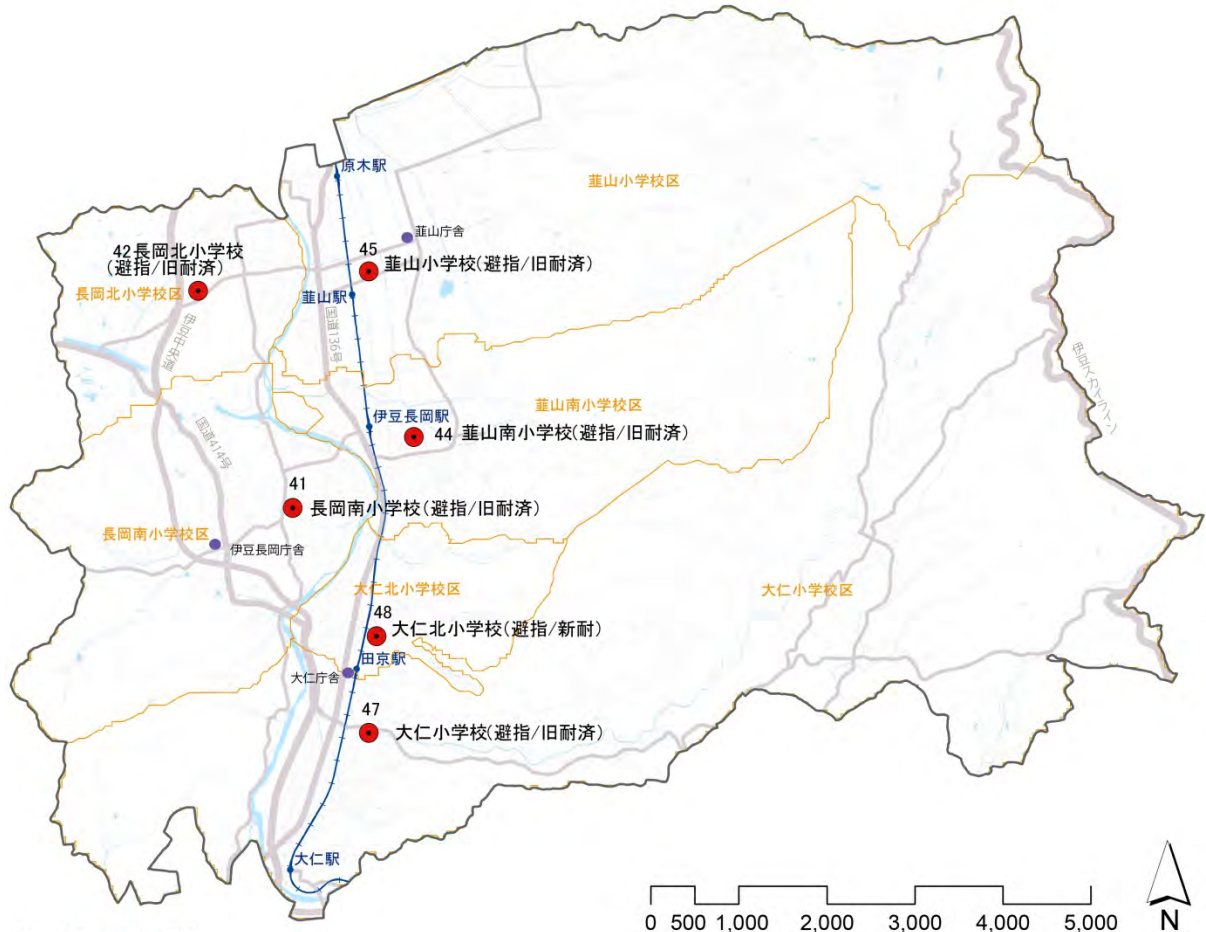 原木駅
韮山小学校区
韮山庁舎
42長岡北小学校
(避指/旧耐済)
長岡北小学校区
45
韮山小学校(避指/旧耐済)
韮山駅
国道136号
伊豆中央道
伊豆スカイライン
韮山南小学校区
伊豆長岡駅
44 韮山南小学校(避指/旧耐済)
国道414号
41
長岡南小学校(避指/旧耐済)
長岡南小学校区
伊豆長岡庁舎
大仁北小学校区
大仁小学校区
48
大仁北小学校(避指/新耐)
田京駅
大仁庁舎
47
大仁小学校(避指/旧耐済)
大仁駅
0 500 1,000 2,000 3,000 4,000 5,000
N